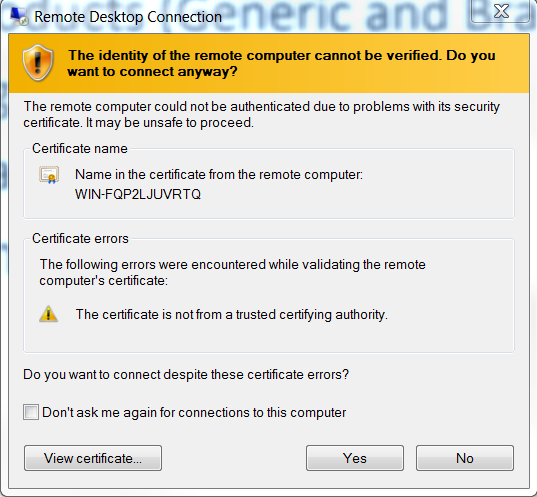 oducts (Generic and Bra
Remote Desktop Connection
The identity of the remote computer cannot be verified. Do you
want to connect anyway?
The remote computer could not be authenticated due to problems with its security
certificate. It may be unsafe to proceed.
Certificate name
Name in the certificate from the remote computer:
WIN-FQP2LJUVRTQ
Certificate errors
The following errors were encountered while validating the remote
computer's certificate:
The certificate is not from a trusted certifying authority.
Do you want to connect despite these certificate errors?
Don't ask me again for connections to this computer
View certificate...
Yes
No